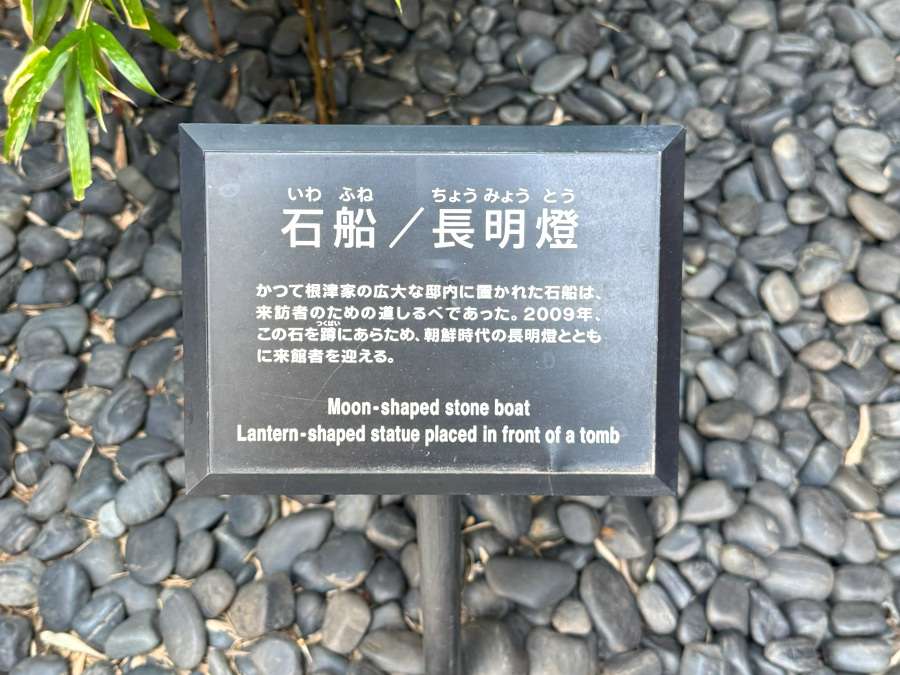 いわ ふね ちょう みょう とう
石船／長明燈
かつて根津家の広大な邸内に置かれた石船は、
来訪者のための道しるべであった。2009年、
つくばい
この石を蹲にあらため、朝鮮時代の長明燈ととも
に来館者を迎える。
Moon-shaped stone boat
Lantern-shaped statue placed in front of a tomb